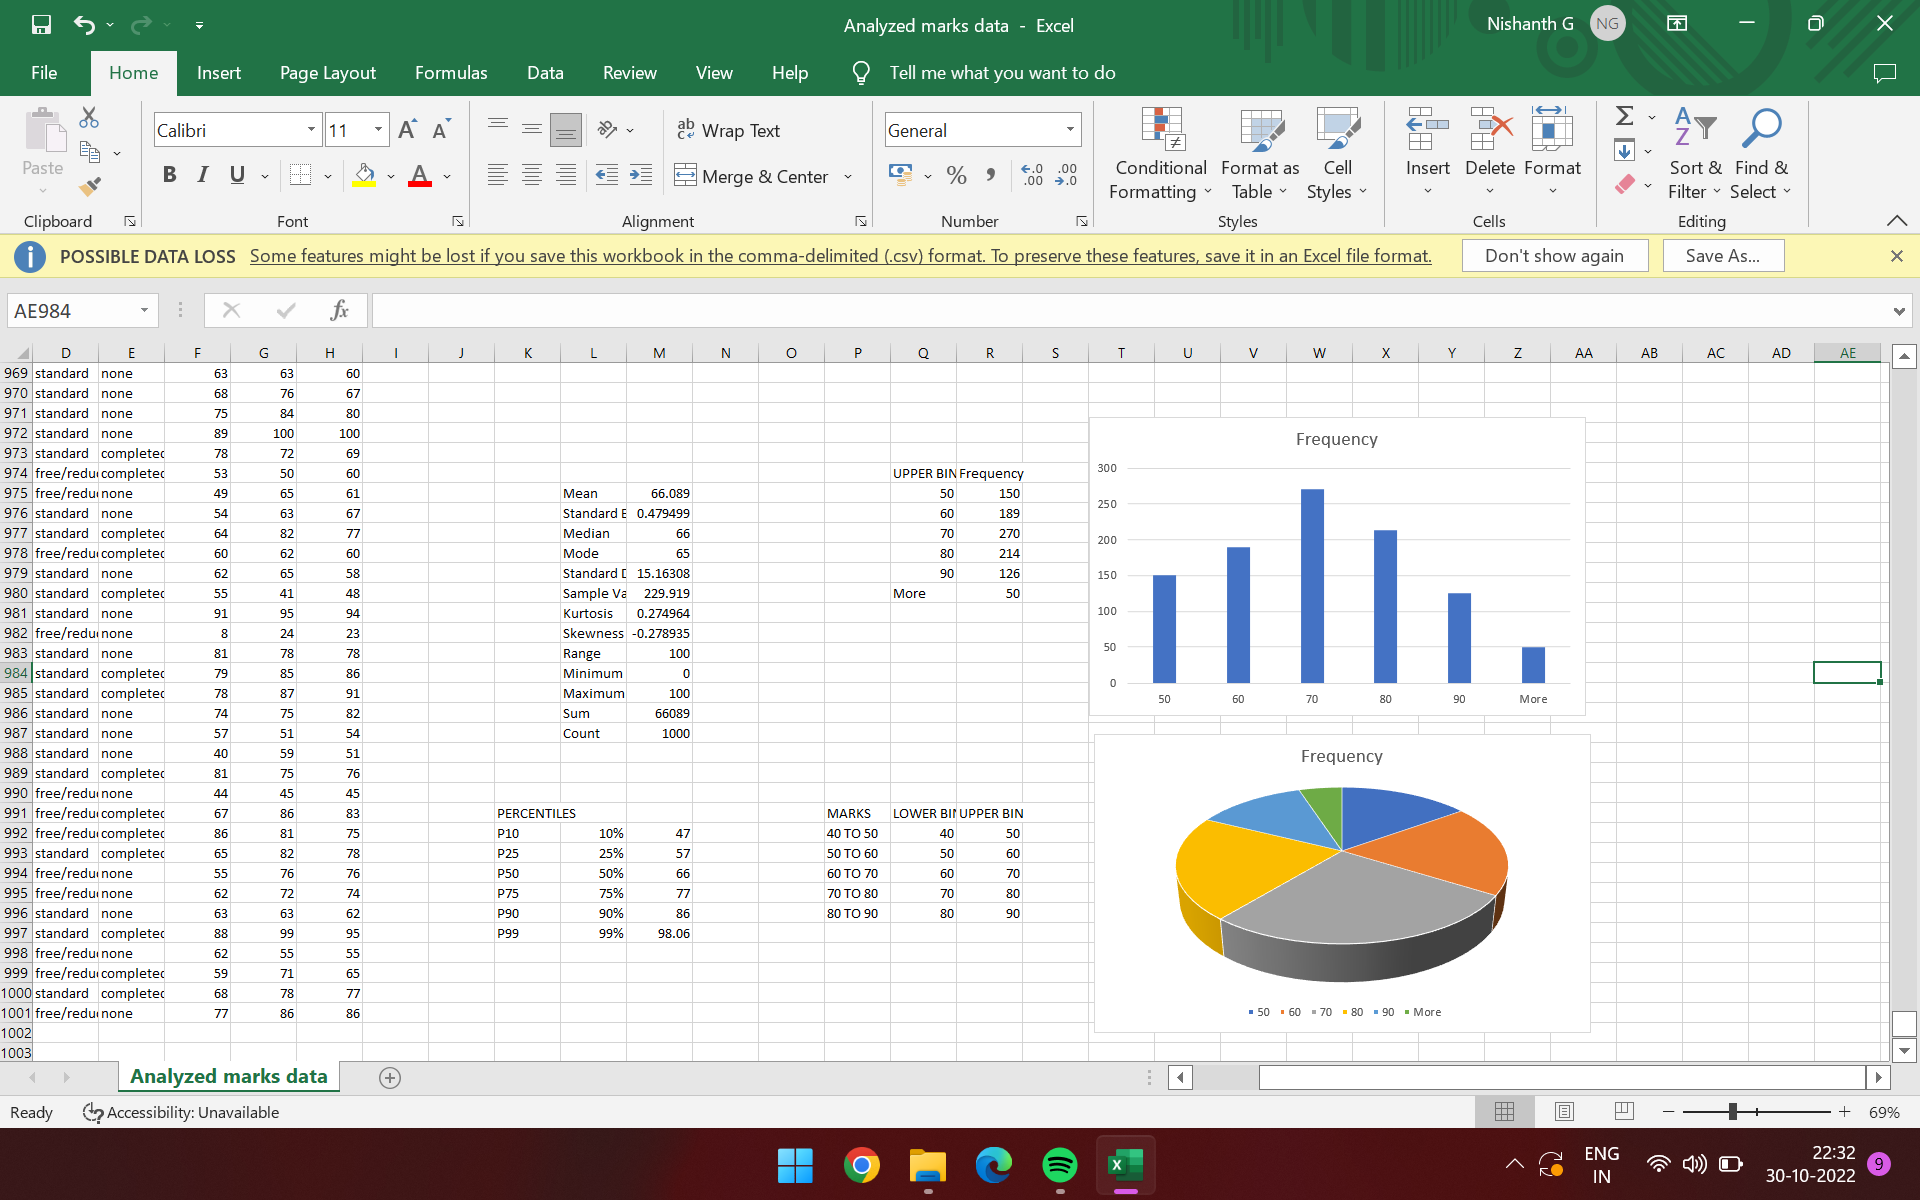 Analyzed marks data - Excel
Nishanth G NG
File Home Insert Page Layout Formulas Data Review View Help Tell me what you want to do
Calibri 11 ab Wrap Text General
Paste B I U A Merge & Center % Conditional Formatting Format as Table Cell Styles Insert Delete Format Sort & Filter Find & Select
Clipboard Font Alignment Number Styles Cells Editing
POSSIBLE DATA LOSS Some features might be lost if you save this workbook in the comma-delimited (.csv) format. To preserve these features, save it in an Excel file format. Don't show again Save As...
AE984 fx
D E F G H I J K L M N O P Q R S T U V W X Y Z AA AB AC AD AE
969 standard none 63 63 60
970 standard none 68 76 67
971 standard none 75 84 80
972 standard none 89 100 100
973 standard completed 78 72 69
974 free/redu completed 53 50 60 UPPER BIN Frequency
975 free/redu none 49 65 61 Mean 66.089 50 150
976 standard none 54 63 67 Standard E 0.479499 60 189
977 standard completed 64 82 77 Median 66 70 270
978 free/redu completed 60 62 60 Mode 65 80 214
979 standard none 62 65 58 Standard D 15.16308 90 126
980 standard completed 55 41 48 Sample Va 229.919 More 50
981 standard none 91 95 94 Kurtosis 0.274964
982 free/redu none 8 24 23 Skewness -0.278935
983 standard none 81 78 78 Range 100
984 standard completed 79 85 86 Minimum 0
985 standard completed 78 87 91 Maximum 100
986 standard none 74 75 82 Sum 66089
987 standard none 57 51 54 Count 1000
988 standard none 40 59 51
989 standard completed 81 75 76
990 free/redu none 44 45 45
991 free/redu completed 67 86 83 PERCENTILES MARKS LOWER BIN UPPER BIN
992 free/redu completed 86 81 75 P10 10% 47 40 TO 50 40 50
993 standard completed 65 82 78 P25 25% 57 50 TO 60 50 60
994 free/redu none 55 76 76 P50 50% 66 60 TO 70 60 70
995 free/redu none 62 72 74 P75 75% 77 70 TO 80 70 80
996 standard none 63 63 62 P90 90% 86 80 TO 90 80 90
997 standard completed 88 99 95 P99 99% 98.06
998 free/redu none 62 55 55
999 free/redu completed 59 71 65
1000 standard completed 68 78 77
1001 free/redu none 77 86 86
1002
1003
Frequency
300
250
200
150
100
50
0
50 60 70 80 90 More
Frequency
50 60 70 80 90 More
Analyzed marks data
Ready Accessibility: Unavailable 69%
ENG
IN
22:32
30-10-2022
9